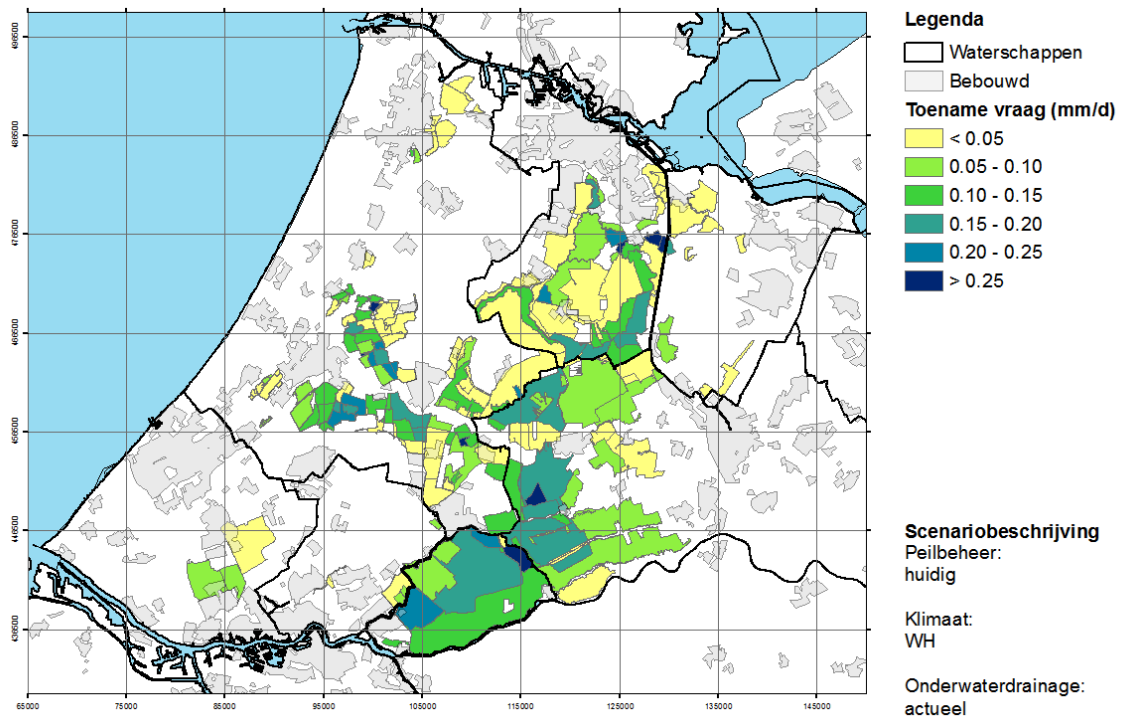 Legenda
Waterschappen
Bebouwd
Toename vraag (mm/d)
< 0.05
0.05 - 0.10
0.10 - 0.15
0.15 - 0.20
0.20 - 0.25
> 0.25
Scenariobeschrijving
Peilbeheer:
huidig
Klimaat:
WH
Onderwaterdrainage:
actueel
65000 75000 85000 95000 105000 115000 125000 135000 145000